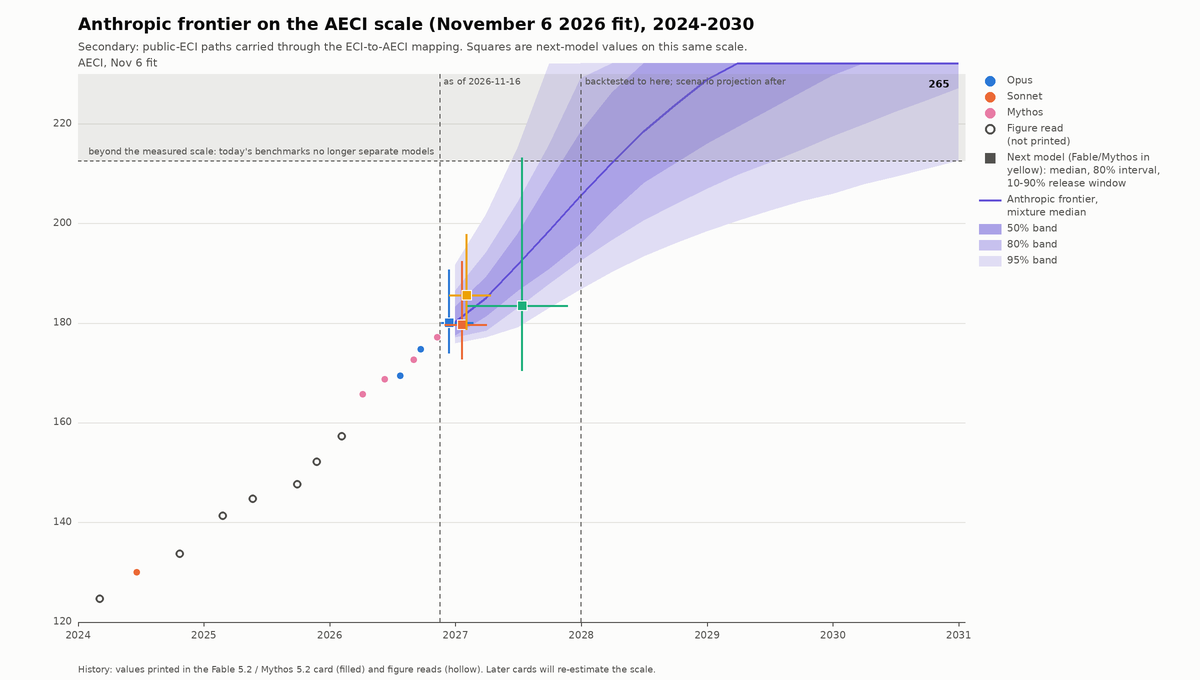 Anthropic frontier on the AECI scale (November 6 2026 fit), 2024-2030
Secondary: public-ECI paths carried through the ECI-to-AECI mapping. Squares are next-model values on this same scale.
AECI, Nov 6 fit
as of 2026-11-16
backtested to here; scenario projection after
265
beyond the measured scale: today's benchmarks no longer separate models
220
200
180
160
140
120
2024
2025
2026
2027
2028
2029
2030
2031
Opus
Sonnet
Mythos
Figure read
(not printed)
Next model (Fable/Mythos in
yellow): median, 80% interval,
10-90% release window
Anthropic frontier,
mixture median
50% band
80% band
95% band
History: values printed in the Fable 5.2 / Mythos 5.2 card (filled) and figure reads (hollow). Later cards will re-estimate the scale.